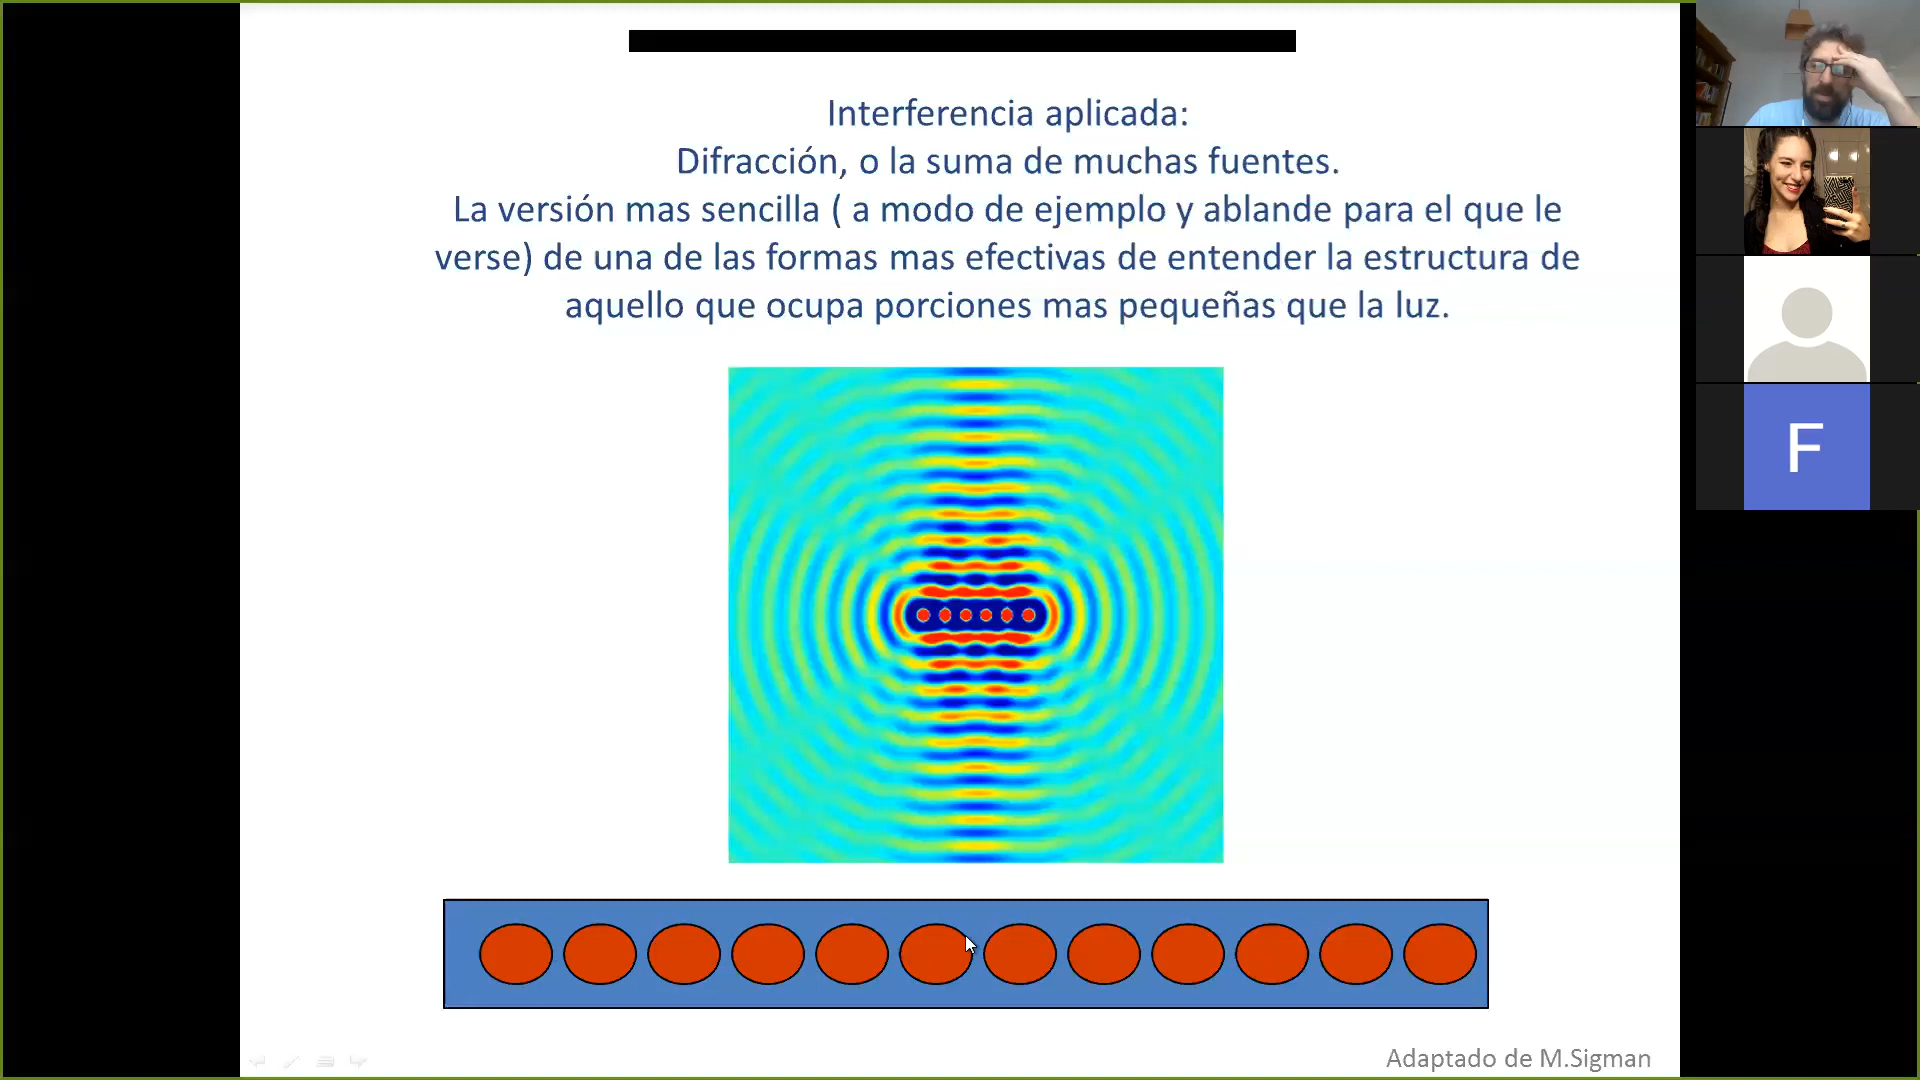 Interferencia aplicada:
Difracción, o la suma de muchas fuentes.
La versión mas sencilla ( a modo de ejemplo y ablande para el que le
verse) de una de las formas mas efectivas de entender la estructura de
aquello que ocupa porciones mas pequeñas que la luz.
F
Adaptado de M.Sigman